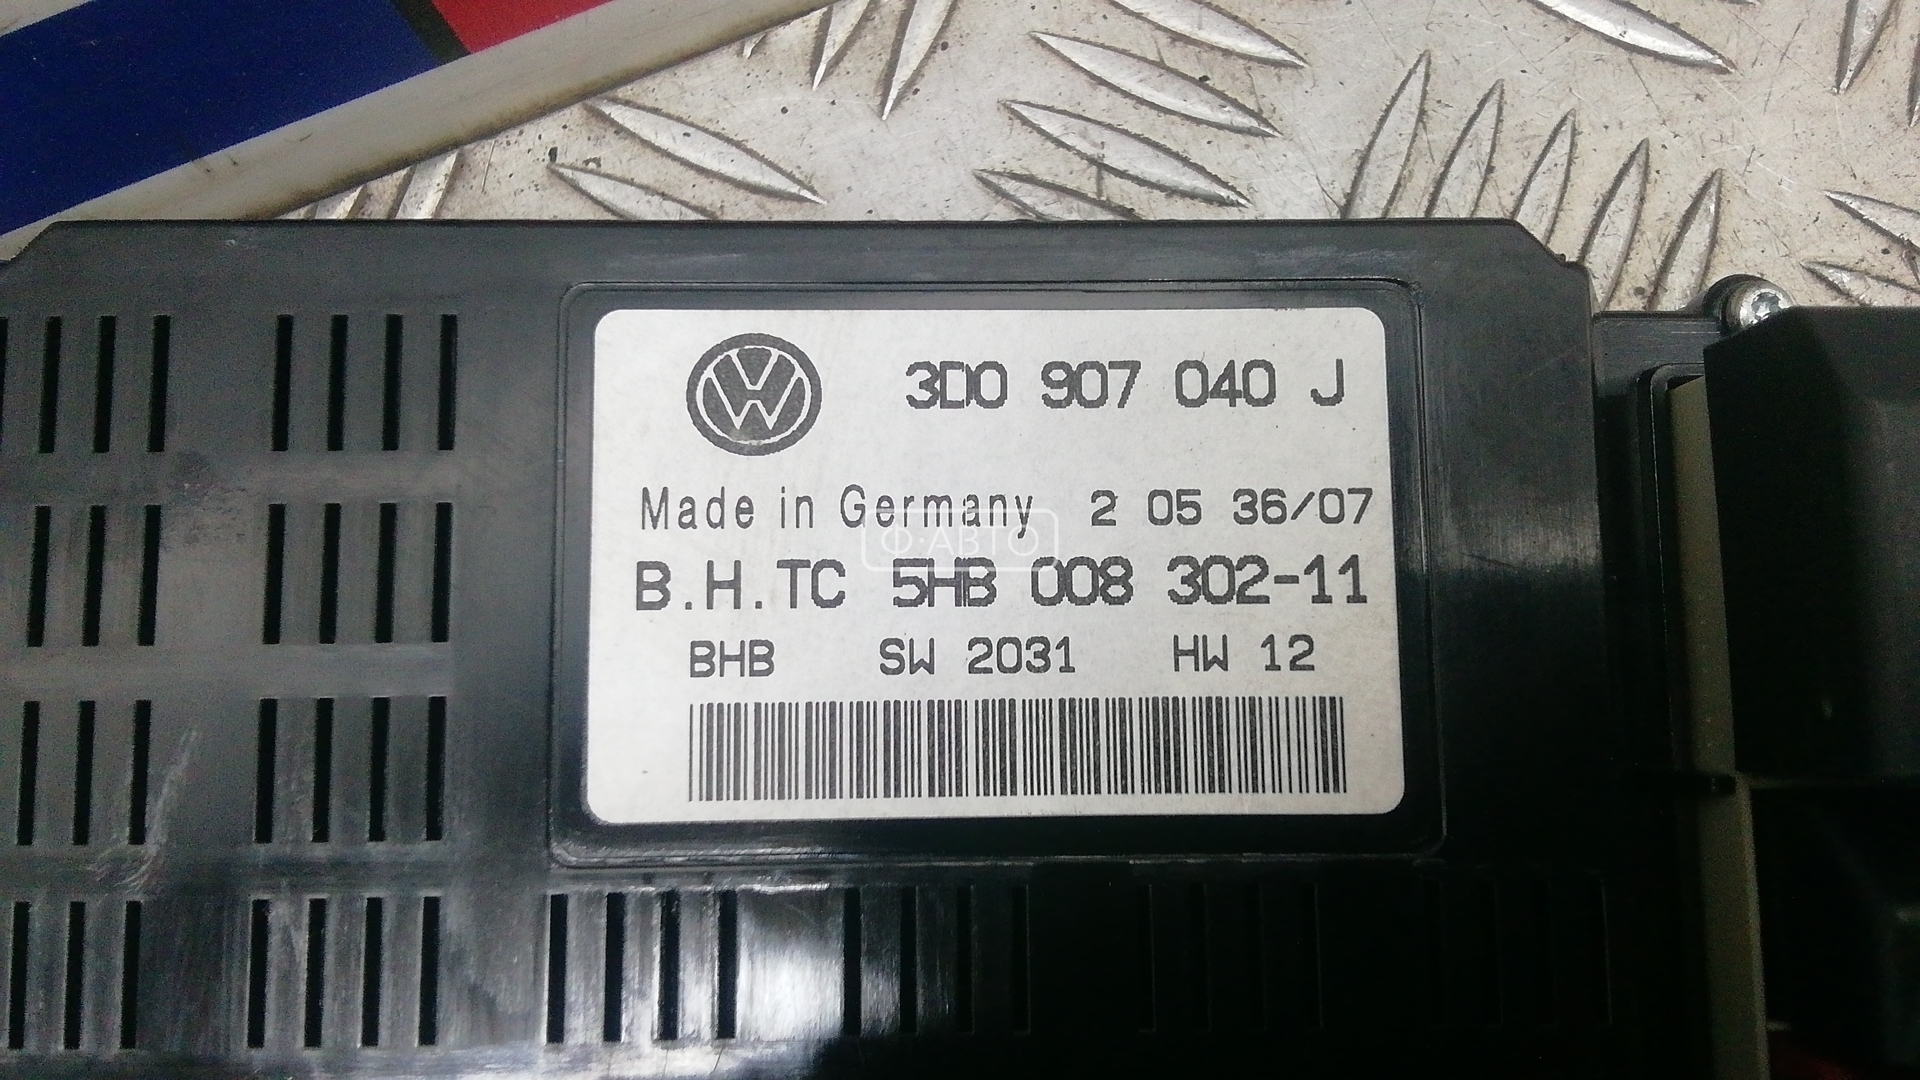 3D0 907 040 J
Made in Germany 2 05 36/07
Ф·АВТО
B.H.TC 5HB 008 302-11
BHB SW 2031 HW 12